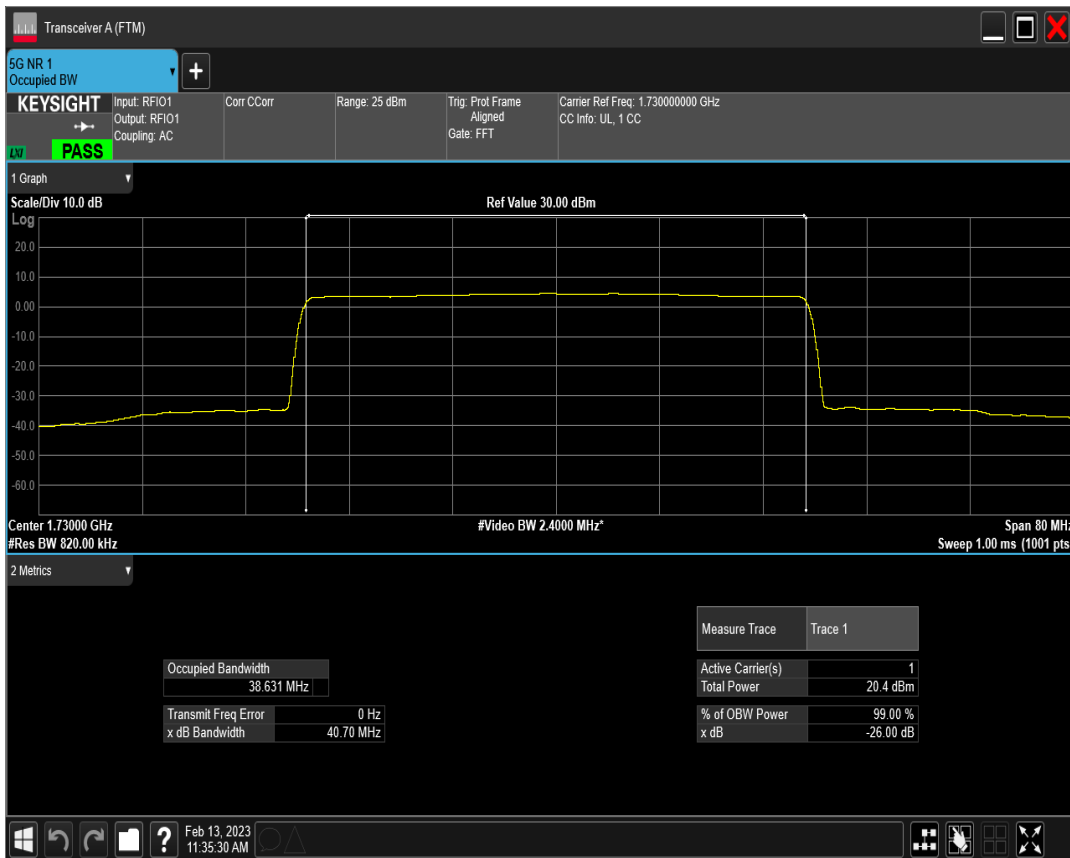 Transceiver A (FTM)
5G NR 1
Occupied BW
+
KEYSIGHT
LXI
PASS
Input: RFIO1
Output: RFIO1
Coupling: AC
Corr CCorr
Range: 25 dBm
Trig: Prot Frame
Aligned
Gate: FFT
Carrier Ref Freq: 1.730000000 GHz
CC Info: UL, 1 CC
1 Graph
Scale/Div 10.0 dB
Ref Value 30.00 dBm
Log
20.0
10.0
0.00
-10.0
-20.0
-30.0
-40.0
-50.0
-60.0
Center 1.73000 GHz
#Video BW 2.4000 MHz*
Span 80 MHz
#Res BW 820.00 kHz
Sweep 1.00 ms (1001 pts
2 Metrics
Measure Trace Trace 1
Occupied Bandwidth
38.631 MHz
Active Carrier(s) 1
Total Power 20.4 dBm
Transmit Freq Error 0 Hz
x dB Bandwidth 40.70 MHz
% of OBW Power 99.00 %
x dB -26.00 dB
?
Feb 13, 2023
11:35:30 AM